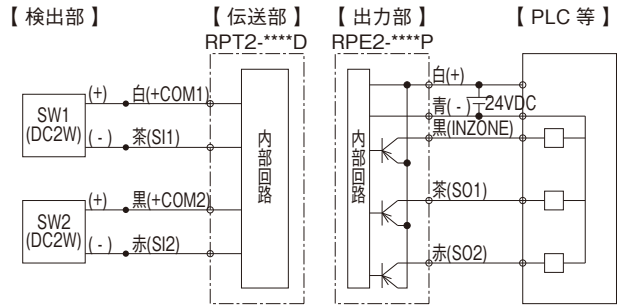 【 検出部 】
【 伝送部 】
【 出力部 】
【 PLC 等 】
RPT2-****D
RPE2-****P
SW1
(DC2W)
(+)
白(+COM1)
(-)
茶(SI1)
SW2
(DC2W)
(+)
黒(+COM2)
(-)
赤(SI2)
内部回路
内部回路
白(+)
青(-)
24VDC
黒(INZONE)
茶(SO1)
赤(SO2)